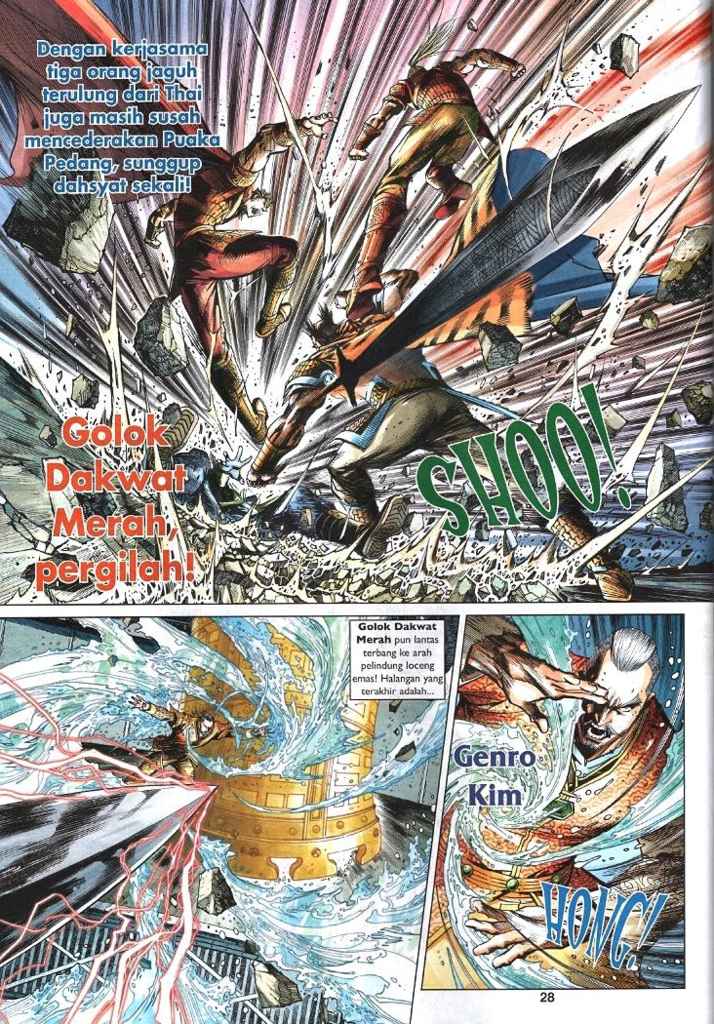 Dengan kerjasama
tiga orang jaguh
terulung dari Thai
juga masih susah
mencederakan Puaka
Pedang, sunggup
dahsyat sekali!
Golok
Dakwat
Merah,
pergilah!
SHOO!
Golok Dakwat
Merah pun lantas
terbang ke arah
pelindung loceng
emas! Halangan yang
terakhir adalah...
Genro
Kim
HONG!
28